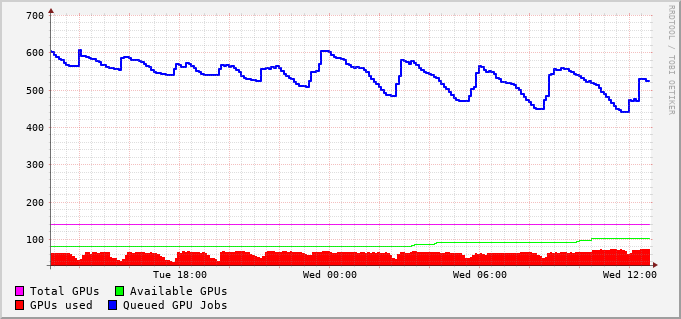 700
600
500
400
300
200
100
Tue 18:00 Wed 00:00 Wed 06:00 Wed 12:00
Total GPUs Available GPUs
GPUs used Queued GPU Jobs
RRDTOOL / TOBI OETIKER